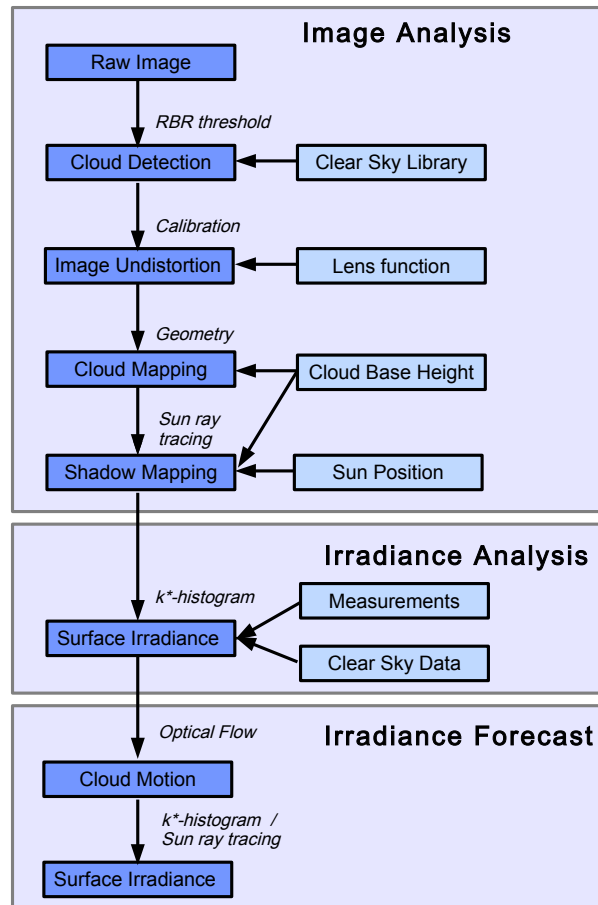 Image Analysis
Raw Image
RBR threshold
Cloud Detection
Clear Sky Library
Calibration
Image Undistortion
Lens function
Geometry
Cloud Mapping
Cloud Base Height
Sun ray
tracing
Shadow Mapping
Sun Position
Irradiance Analysis
k*-histogram
Measurements
Surface Irradiance
Clear Sky Data
Irradiance Forecast
Optical Flow
Cloud Motion
k*-histogram /
Sun ray tracing
Surface Irradiance